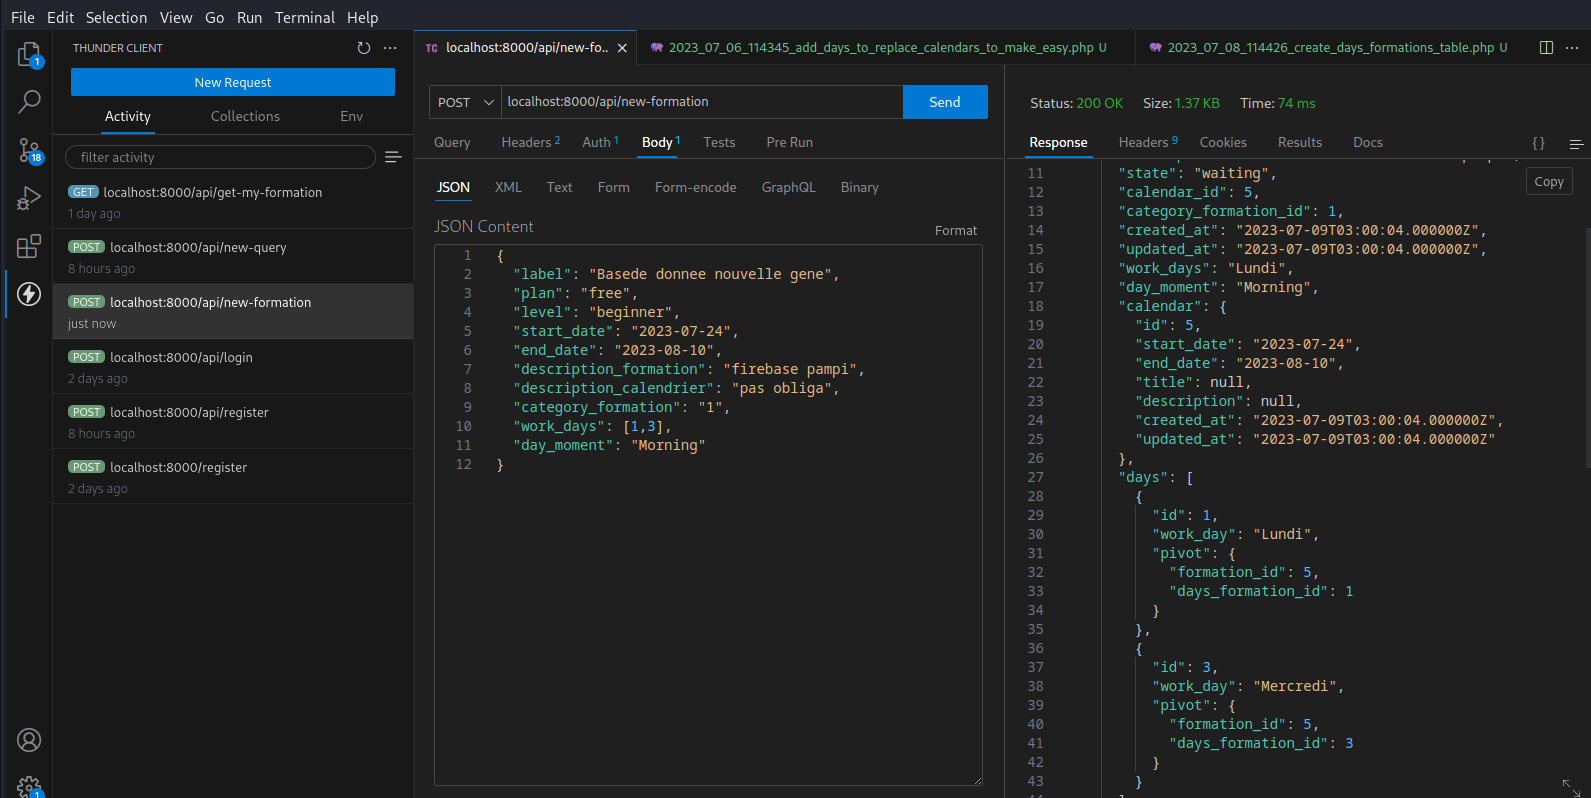 File Edit Selection View Go Run Terminal Help
THUNDER CLIENT
New Request
Activity Collections Env
filter activity
GET localhost:8000/api/get-my-formation
1 day ago
POST localhost:8000/api/new-query
8 hours ago
POST localhost:8000/api/new-formation
just now
POST localhost:8000/api/login
2 days ago
POST localhost:8000/api/register
8 hours ago
POST localhost:8000/register
2 days ago
1
18
1
TC localhost:8000/api/new-fo..
2023_07_06_114345_add_days_to_replace_calendars_to_make_easy.php U
2023_07_08_114426_create_days_formations_table.php U
POST localhost:8000/api/new-formation Send
Query Headers 2 Auth 1 Body 1 Tests Pre Run
JSON XML Text Form Form-encode GraphQL Binary
JSON Content Format
1 {
2 "label": "Basede donnee nouvelle gene",
3 "plan": "free",
4 "level": "beginner",
5 "start_date": "2023-07-24",
6 "end_date": "2023-08-10",
7 "description_formation": "firebase pampi",
8 "description_calendrier": "pas obliga",
9 "category_formation": "1",
10 "work_days": [1,3],
11 "day_moment": "Morning"
12 }
Status: 200 OK Size: 1.37 KB Time: 74 ms
Response Headers 9 Cookies Results Docs {}
Copy
11 "state": "waiting",
12 "calendar_id": 5,
13 "category_formation_id": 1,
14 "created_at": "2023-07-09T03:00:04.000000Z",
15 "updated_at": "2023-07-09T03:00:04.000000Z",
16 "work_days": "Lundi",
17 "day_moment": "Morning",
18 "calendar": {
19 "id": 5,
20 "start_date": "2023-07-24",
21 "end_date": "2023-08-10",
22 "title": null,
23 "description": null,
24 "created_at": "2023-07-09T03:00:04.000000Z",
25 "updated_at": "2023-07-09T03:00:04.000000Z"
26 },
27 "days": [
28 {
29 "id": 1,
30 "work_day": "Lundi",
31 "pivot": {
32 "formation_id": 5,
33 "days_formation_id": 1
34 }
35 },
36 {
37 "id": 3,
38 "work_day": "Mercredi",
39 "pivot": {
40 "formation_id": 5,
41 "days_formation_id": 3
42 }
43 }